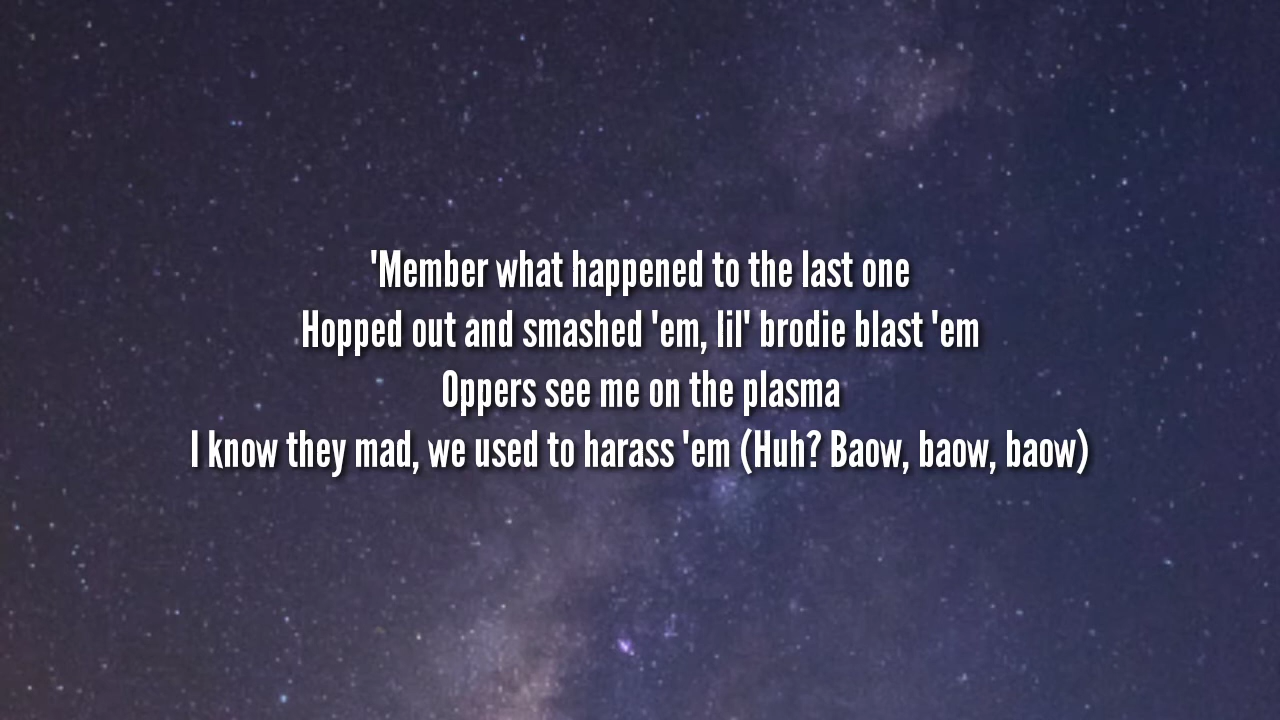 'Member what happened to the last one
Hopped out and smashed 'em, lil' brodie blast 'em
Oppers see me on the plasma
I know they mad, we used to harass 'em (Huh? Baow, baow, baow)